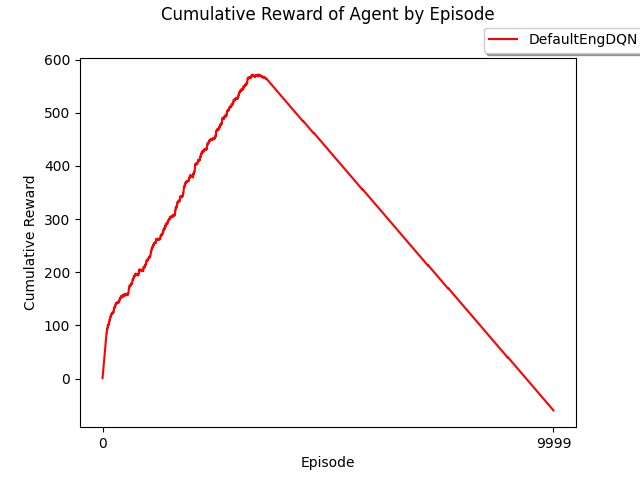 Cumulative Reward of Agent by Episode
DefaultEngDQN
600
500
400
300
200
100
0
Cumulative Reward
0
9999
Episode